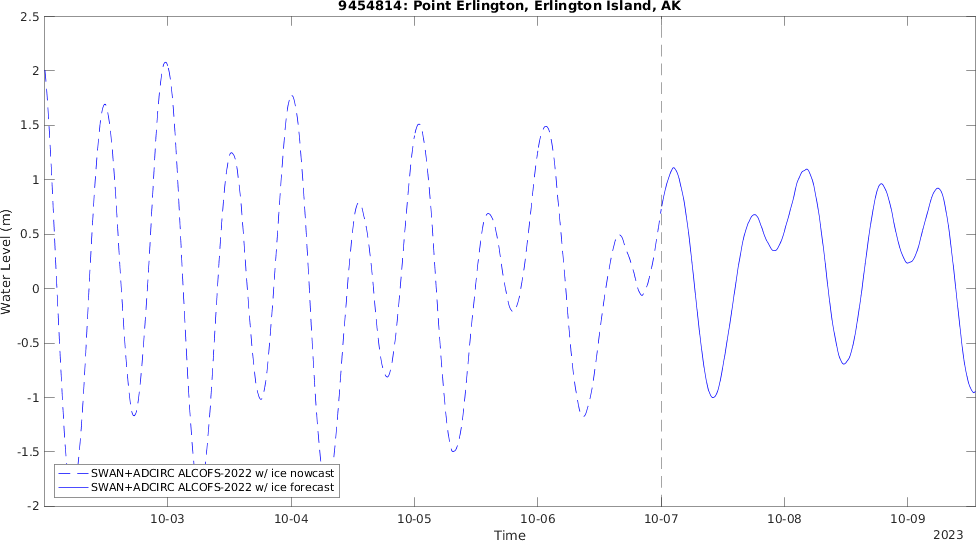 9454814: Point Erlington, Erlington Island, AK
2.5
2
1.5
1
0.5
0
-0.5
-1
-1.5
-2
Water Level (m)
SWAN+ADCIRC ALCOFS-2022 w/ ice nowcast
SWAN+ADCIRC ALCOFS-2022 w/ ice forecast
10-03 10-04 10-05 10-06 10-07 10-08 10-09
Time
2023